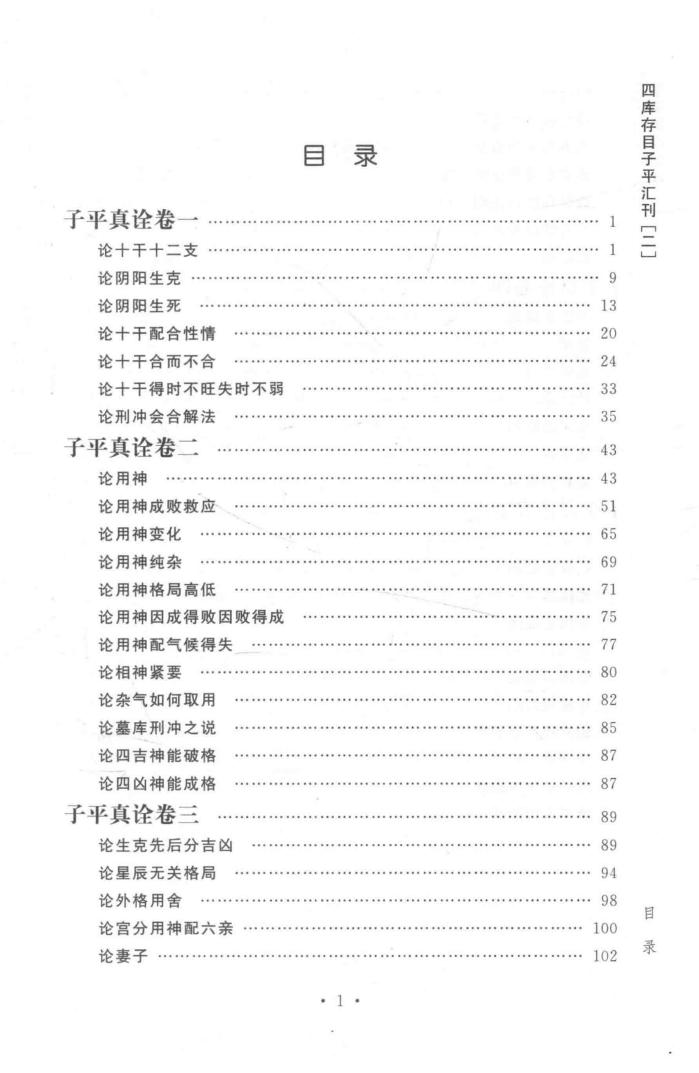 四库存目子平汇刊[二]
目 录
子平真诠卷一 …… 1
论十干十二支 …… 1
论阴阳生克 …… 9
论阴阳生死 …… 13
论十干配合性情 …… 20
论十干合而不合 …… 24
论十干得时不旺失时不弱 …… 33
论刑冲会合解法 …… 35
子平真诠卷二 …… 43
论用神 …… 43
论用神成败救应 …… 51
论用神变化 …… 65
论用神纯杂 …… 69
论用神格局高低 …… 71
论用神因成得败因败得成 …… 75
论用神配气候得失 …… 77
论相神紧要 …… 80
论杂气如何取用 …… 82
论墓库刑冲之说 …… 85
论四吉神能破格 …… 87
论四凶神能成格 …… 87
子平真诠卷三 …… 89
论生克先后分吉凶 …… 89
论星辰无关格局 …… 94
论外格用舍 …… 98
论宫分用神配六亲 …… 100
论妻子 …… 102
目录
· 1 ·